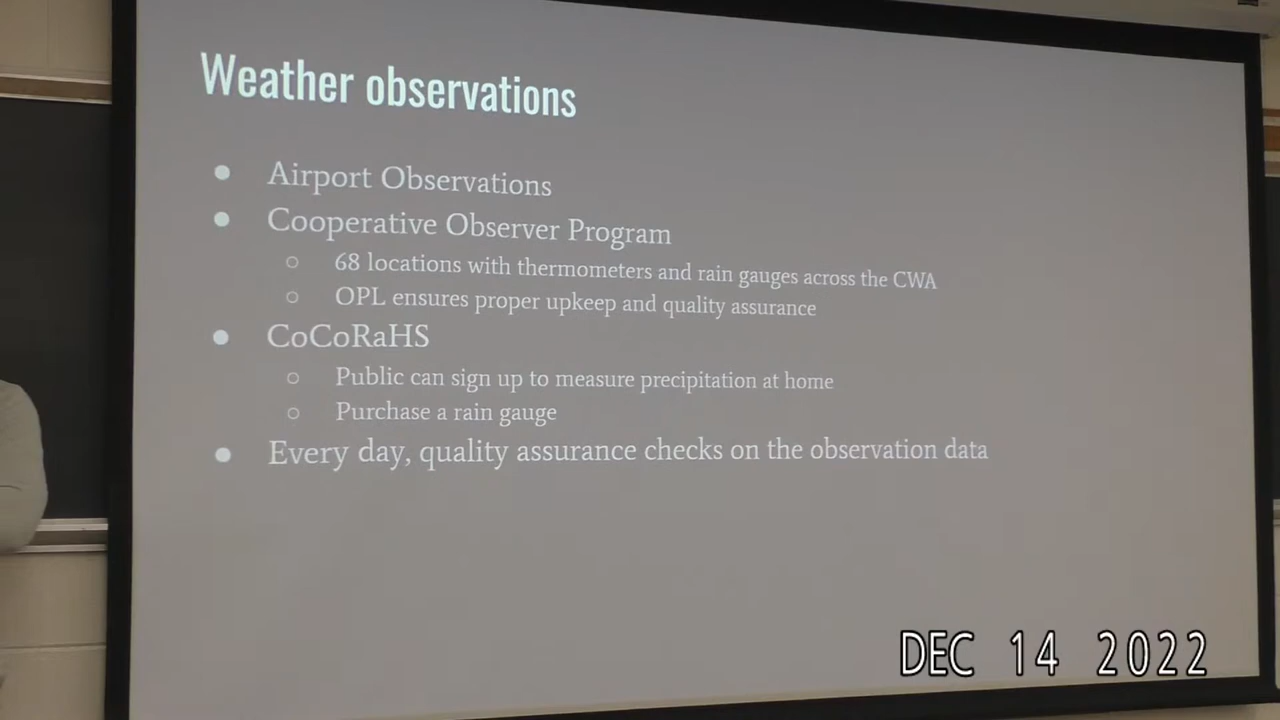 Weather observations
● Airport Observations
● Cooperative Observer Program
○ 68 locations with thermometers and rain gauges across the CWA
○ OPL ensures proper upkeep and quality assurance
● CoCoRaHS
○ Public can sign up to measure precipitation at home
○ Purchase a rain gauge
● Every day, quality assurance checks on the observation data
DEC 14 2022